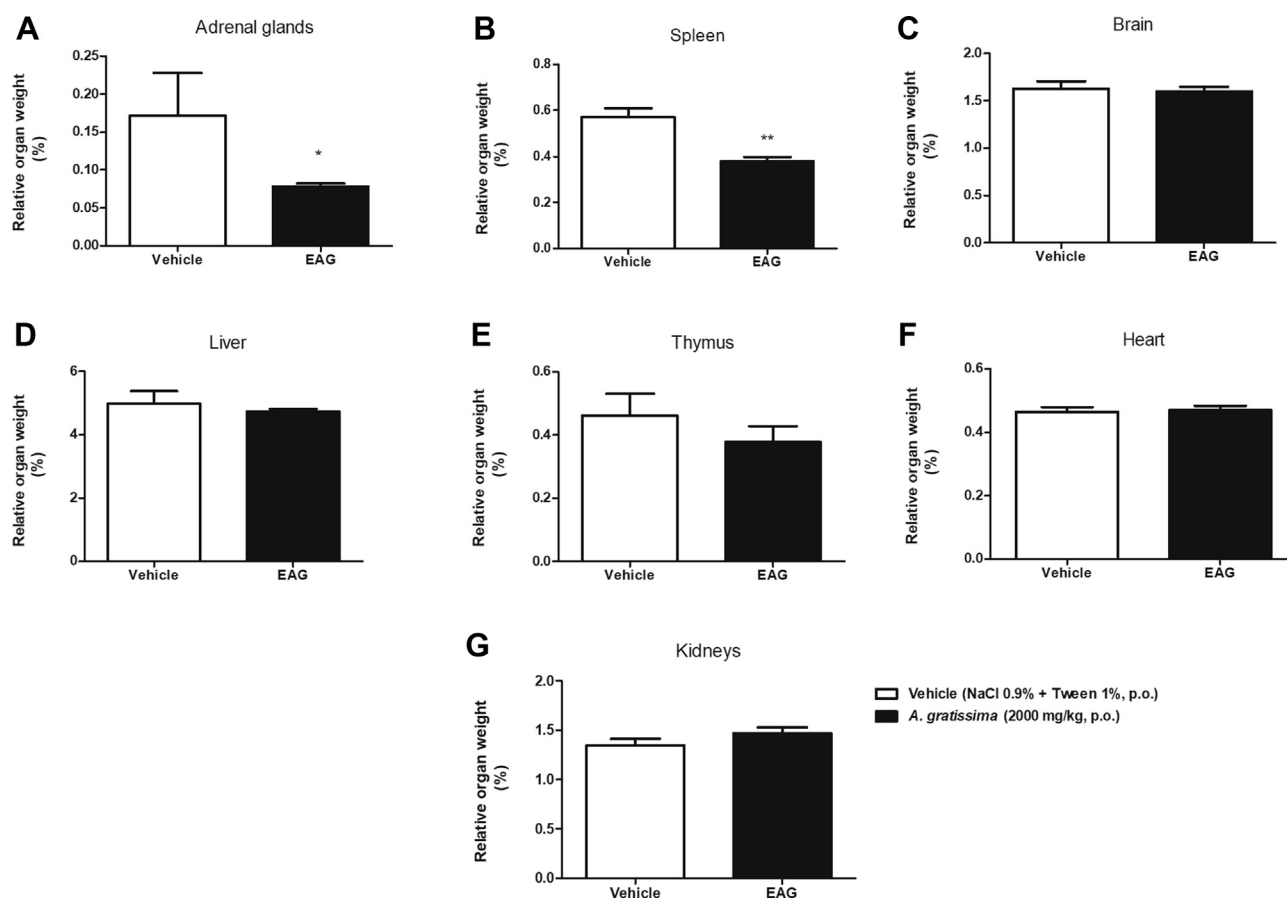 A
Adrenal glands
Relative organ weight
(%)
0.25
0.20
0.15
0.10
0.05
0.00
*
Vehicle
EAG
B
Spleen
Relative organ weight
(%)
0.8
0.6
0.4
0.2
0.0
**
Vehicle
EAG
C
Brain
Relative organ weight
(%)
2.0
1.5
1.0
0.5
0.0
Vehicle
EAG
D
Liver
Relative organ weight
(%)
6
4
2
0
Vehicle
EAG
E
Thymus
Relative organ weight
(%)
0.6
0.4
0.2
0.0
Vehicle
EAG
F
Heart
Relative organ weight
(%)
0.6
0.4
0.2
0.0
Vehicle
EAG
G
Kidneys
Relative organ weight
(%)
2.0
1.5
1.0
0.5
0.0
Vehicle
EAG
Vehicle (NaCl 0.9% + Tween 1%, p.o.)
A. gratissima (2000 mg/kg, p.o.)